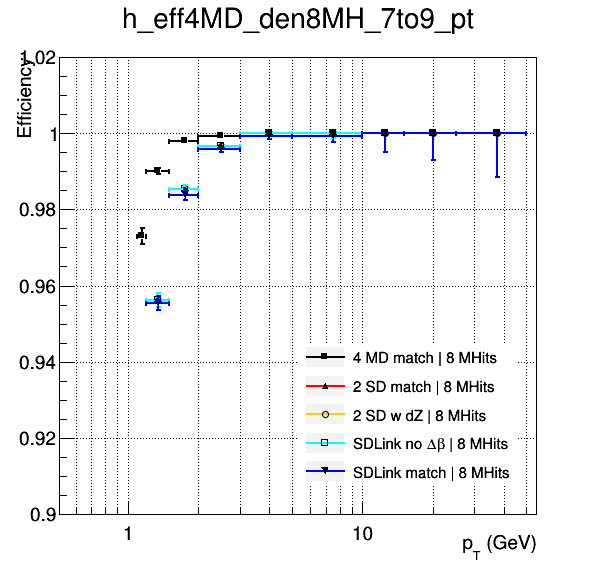 h_eff4MD_den8MH_7to9_pt
Efficiency
1.02
1
0.98
0.96
0.94
0.92
0.9
4 MD match | 8 MHits
2 SD match | 8 MHits
2 SD w dZ | 8 MHits
SDLink no Δβ | 8 MHits
SDLink match | 8 MHits
1
10
p_T (GeV)